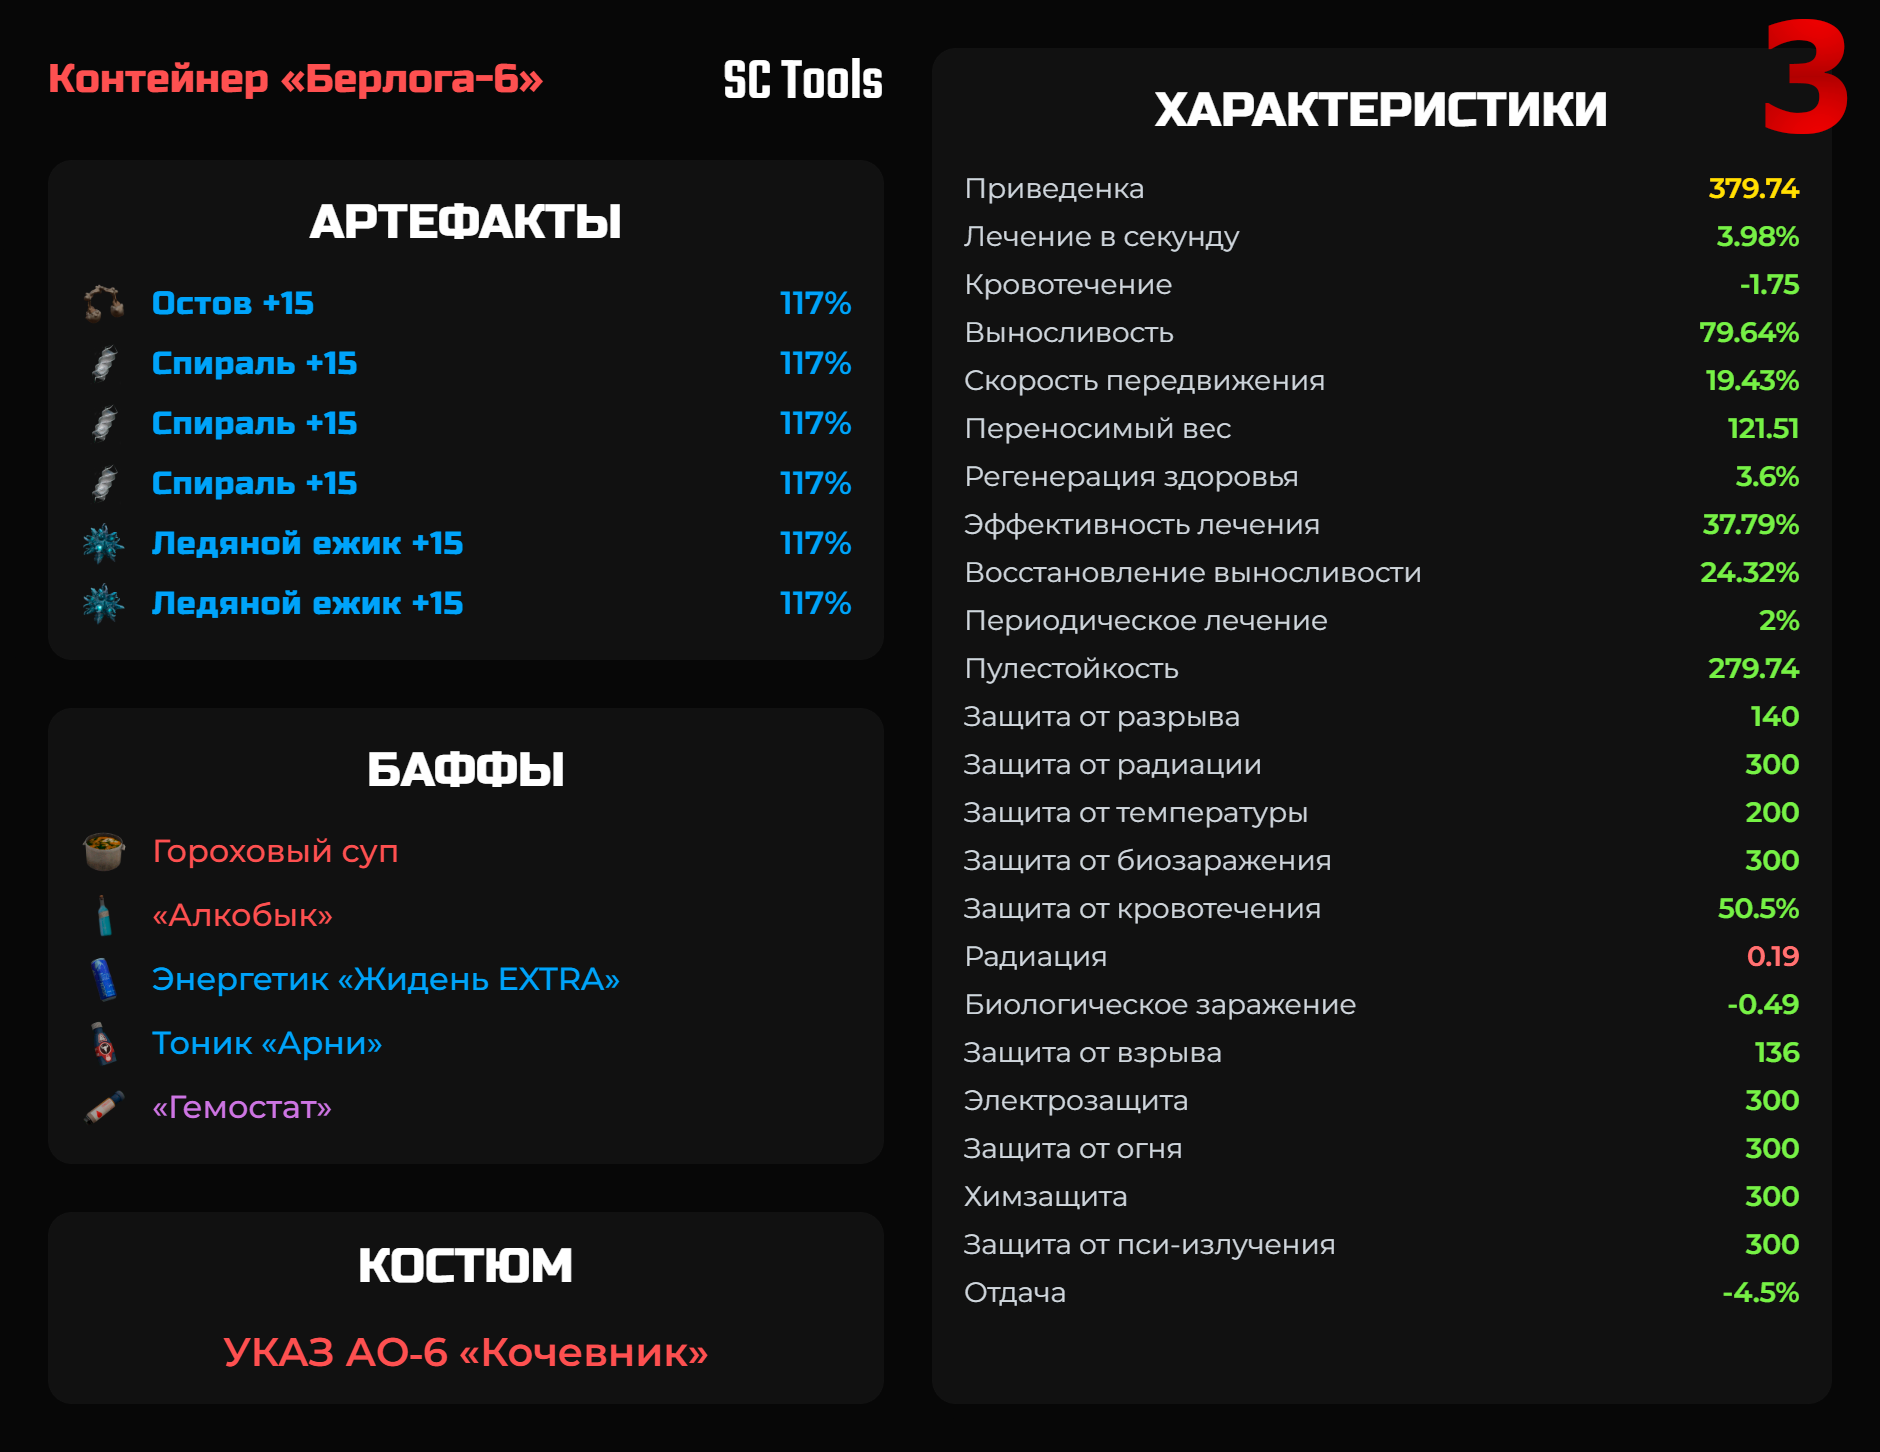 Контейнер «Берлога-6»
SC Tools
АРТЕФАКТЫ
Остов +15 117%
Спираль +15 117%
Спираль +15 117%
Спираль +15 117%
Ледяной ежик +15 117%
Ледяной ежик +15 117%
БАФФЫ
Гороховый суп
«Алкобык»
Энергетик «Жидень EXTRA»
Тоник «Арни»
«Гемостат»
КОСТЮМ
УКАЗ АО-6 «Кочевник»
3
ХАРАКТЕРИСТИКИ
Приведенка 379.74
Лечение в секунду 3.98%
Кровотечение -1.75
Выносливость 79.64%
Скорость передвижения 19.43%
Переносимый вес 121.51
Регенерация здоровья 3.6%
Эффективность лечения 37.79%
Восстановление выносливости 24.32%
Периодическое лечение 2%
Пулестойкость 279.74
Защита от разрыва 140
Защита от радиации 300
Защита от температуры 200
Защита от биозаражения 300
Защита от кровотечения 50.5%
Радиация 0.19
Биологическое заражение -0.49
Защита от взрыва 136
Электрозащита 300
Защита от огня 300
Химзащита 300
Защита от пси-излучения 300
Отдача -4.5%